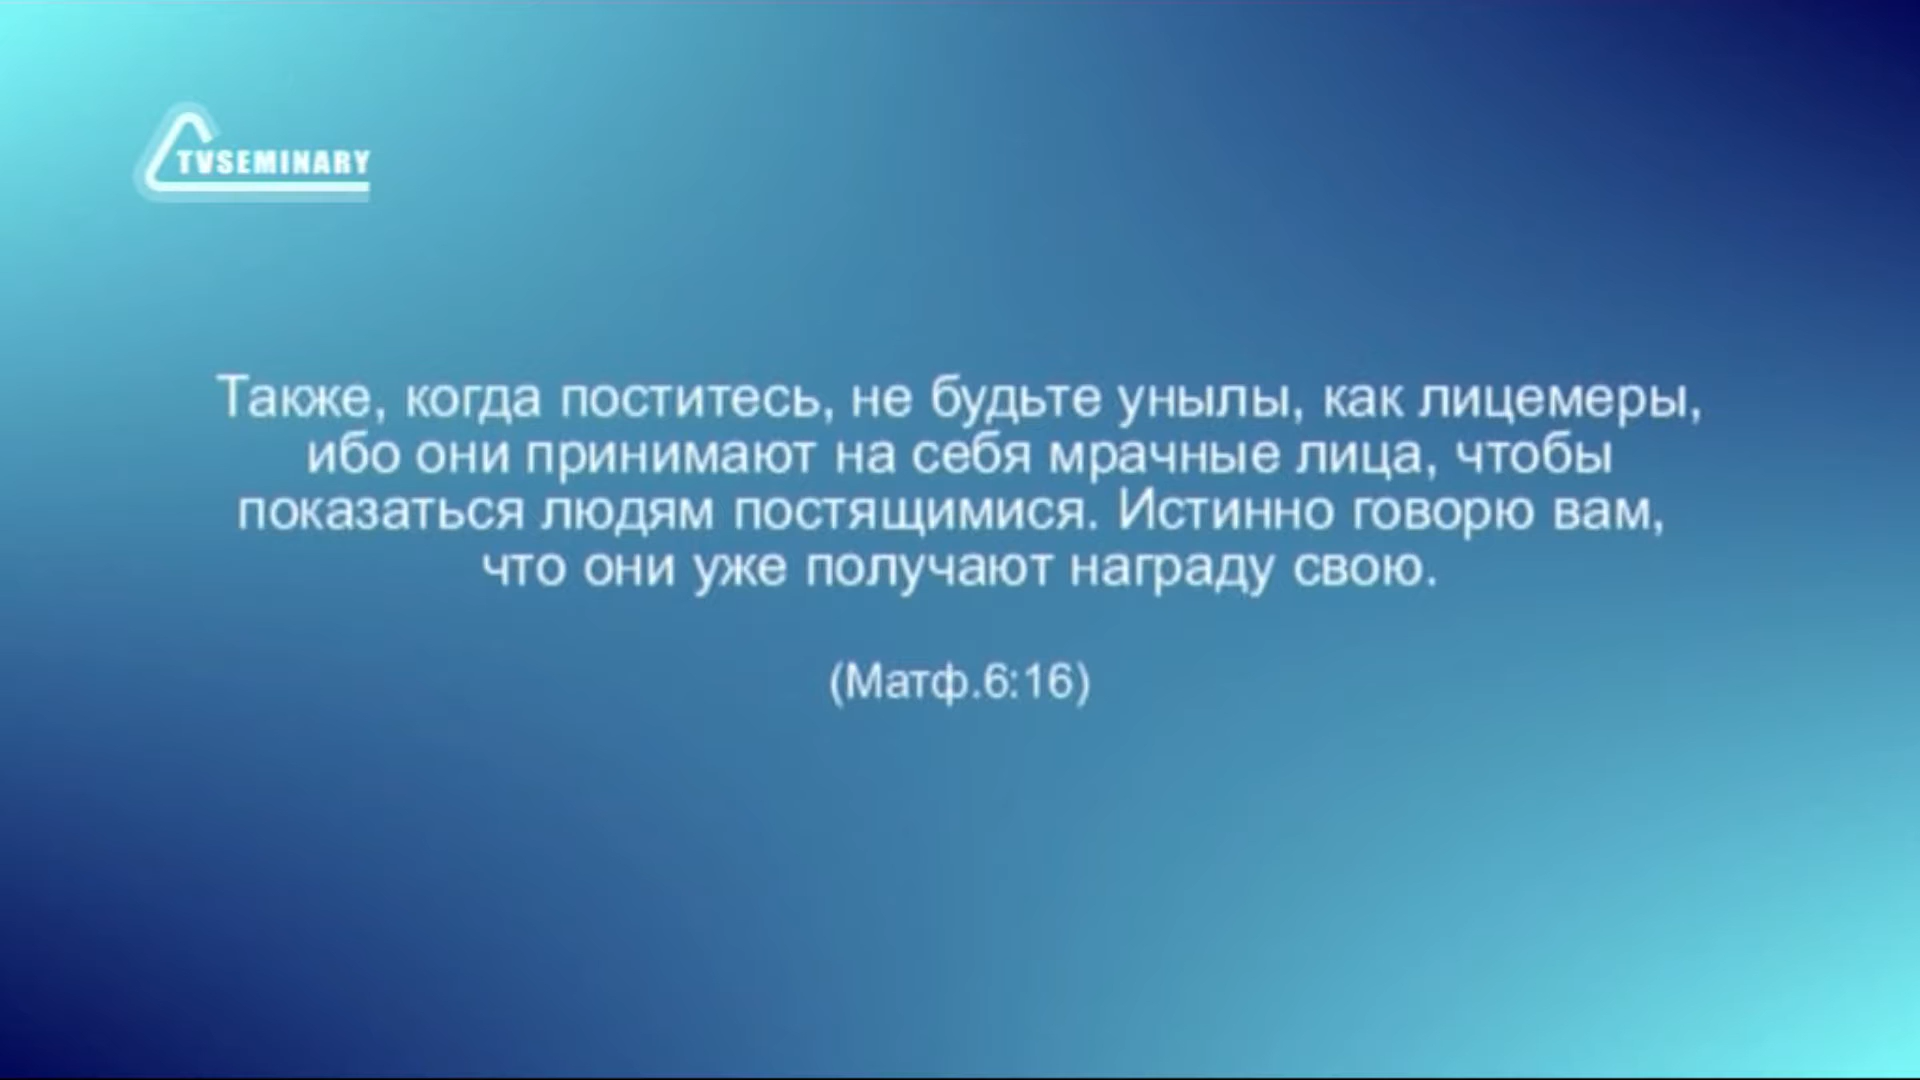 TVSEMINARY
Также, когда поститесь, не будьте унылы, как лицемеры,
ибо они принимают на себя мрачные лица, чтобы
показаться людям постящимися. Истинно говорю вам,
что они уже получают награду свою.
(Матф.6:16)